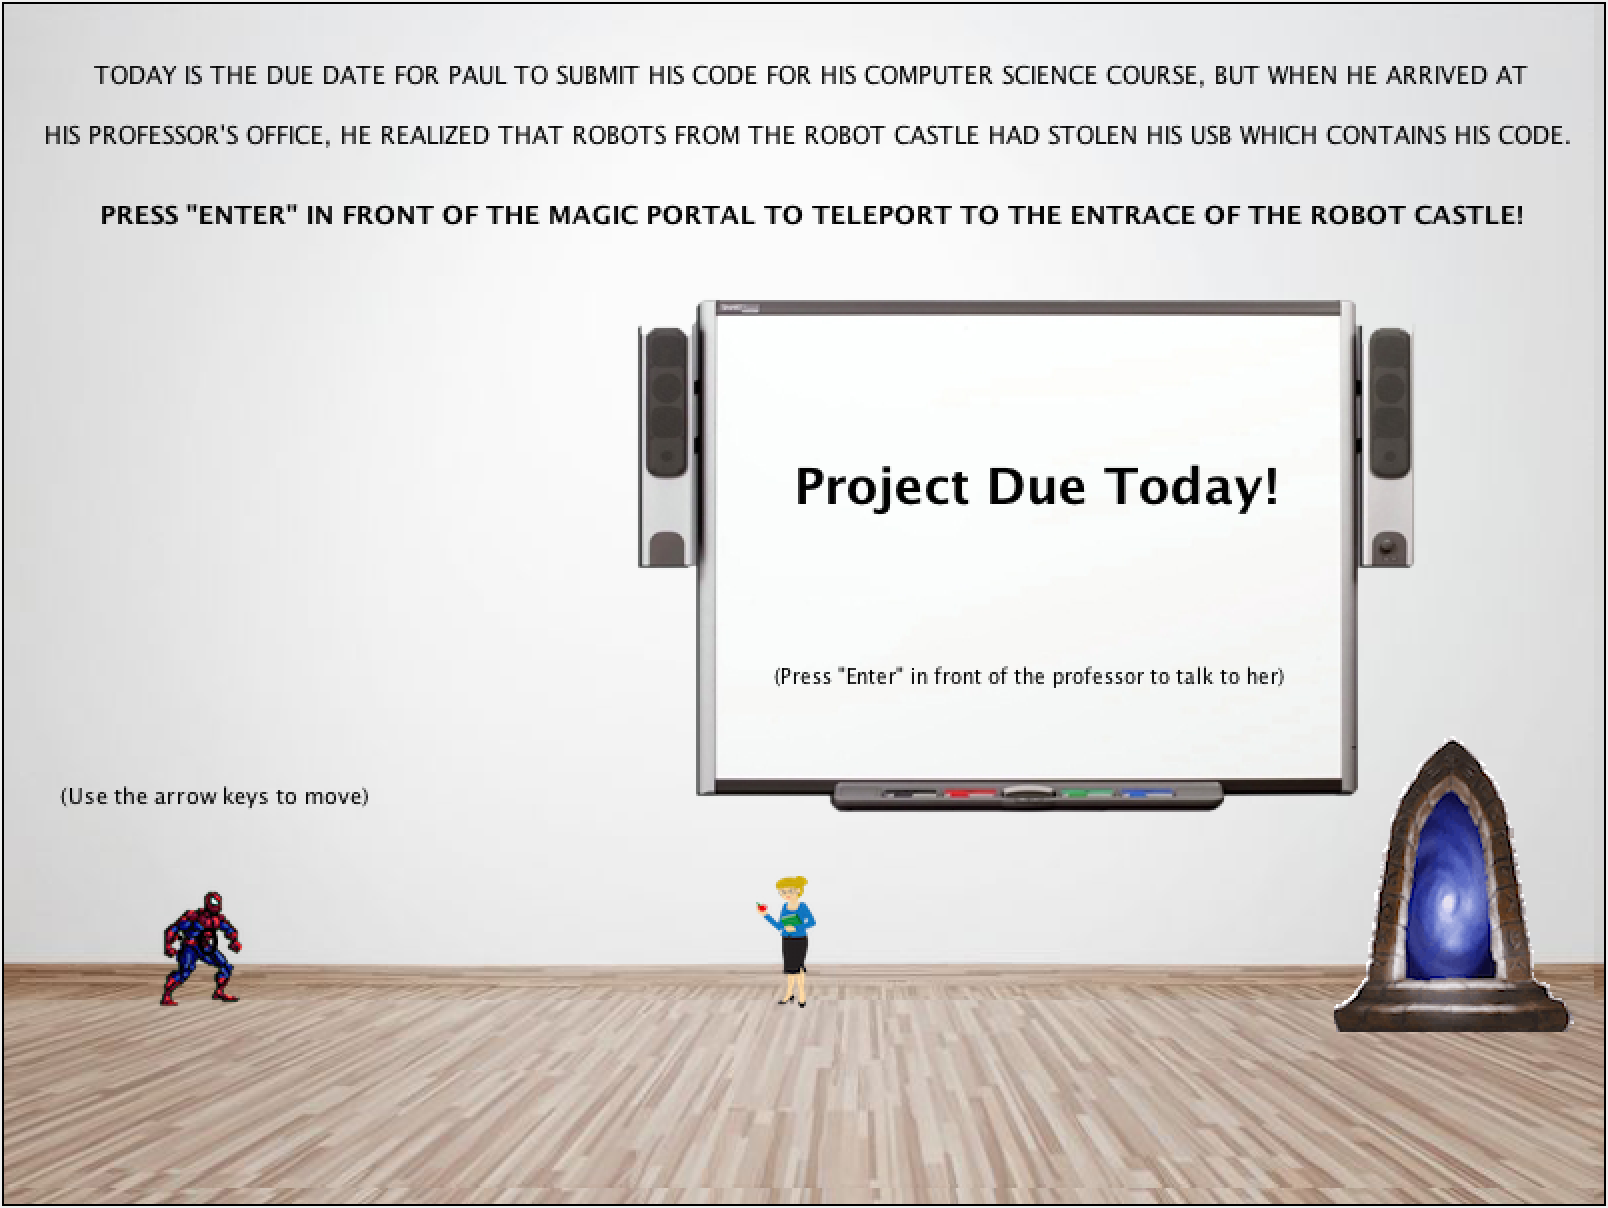 TODAY IS THE DUE DATE FOR PAUL TO SUBMIT HIS CODE FOR HIS COMPUTER SCIENCE COURSE, BUT WHEN HE ARRIVED AT
HIS PROFESSOR'S OFFICE, HE REALIZED THAT ROBOTS FROM THE ROBOT CASTLE HAD STOLEN HIS USB WHICH CONTAINS HIS CODE.
PRESS "ENTER" IN FRONT OF THE MAGIC PORTAL TO TELEPORT TO THE ENTRACE OF THE ROBOT CASTLE!
Project Due Today!
(Press "Enter" in front of the professor to talk to her)
(Use the arrow keys to move)